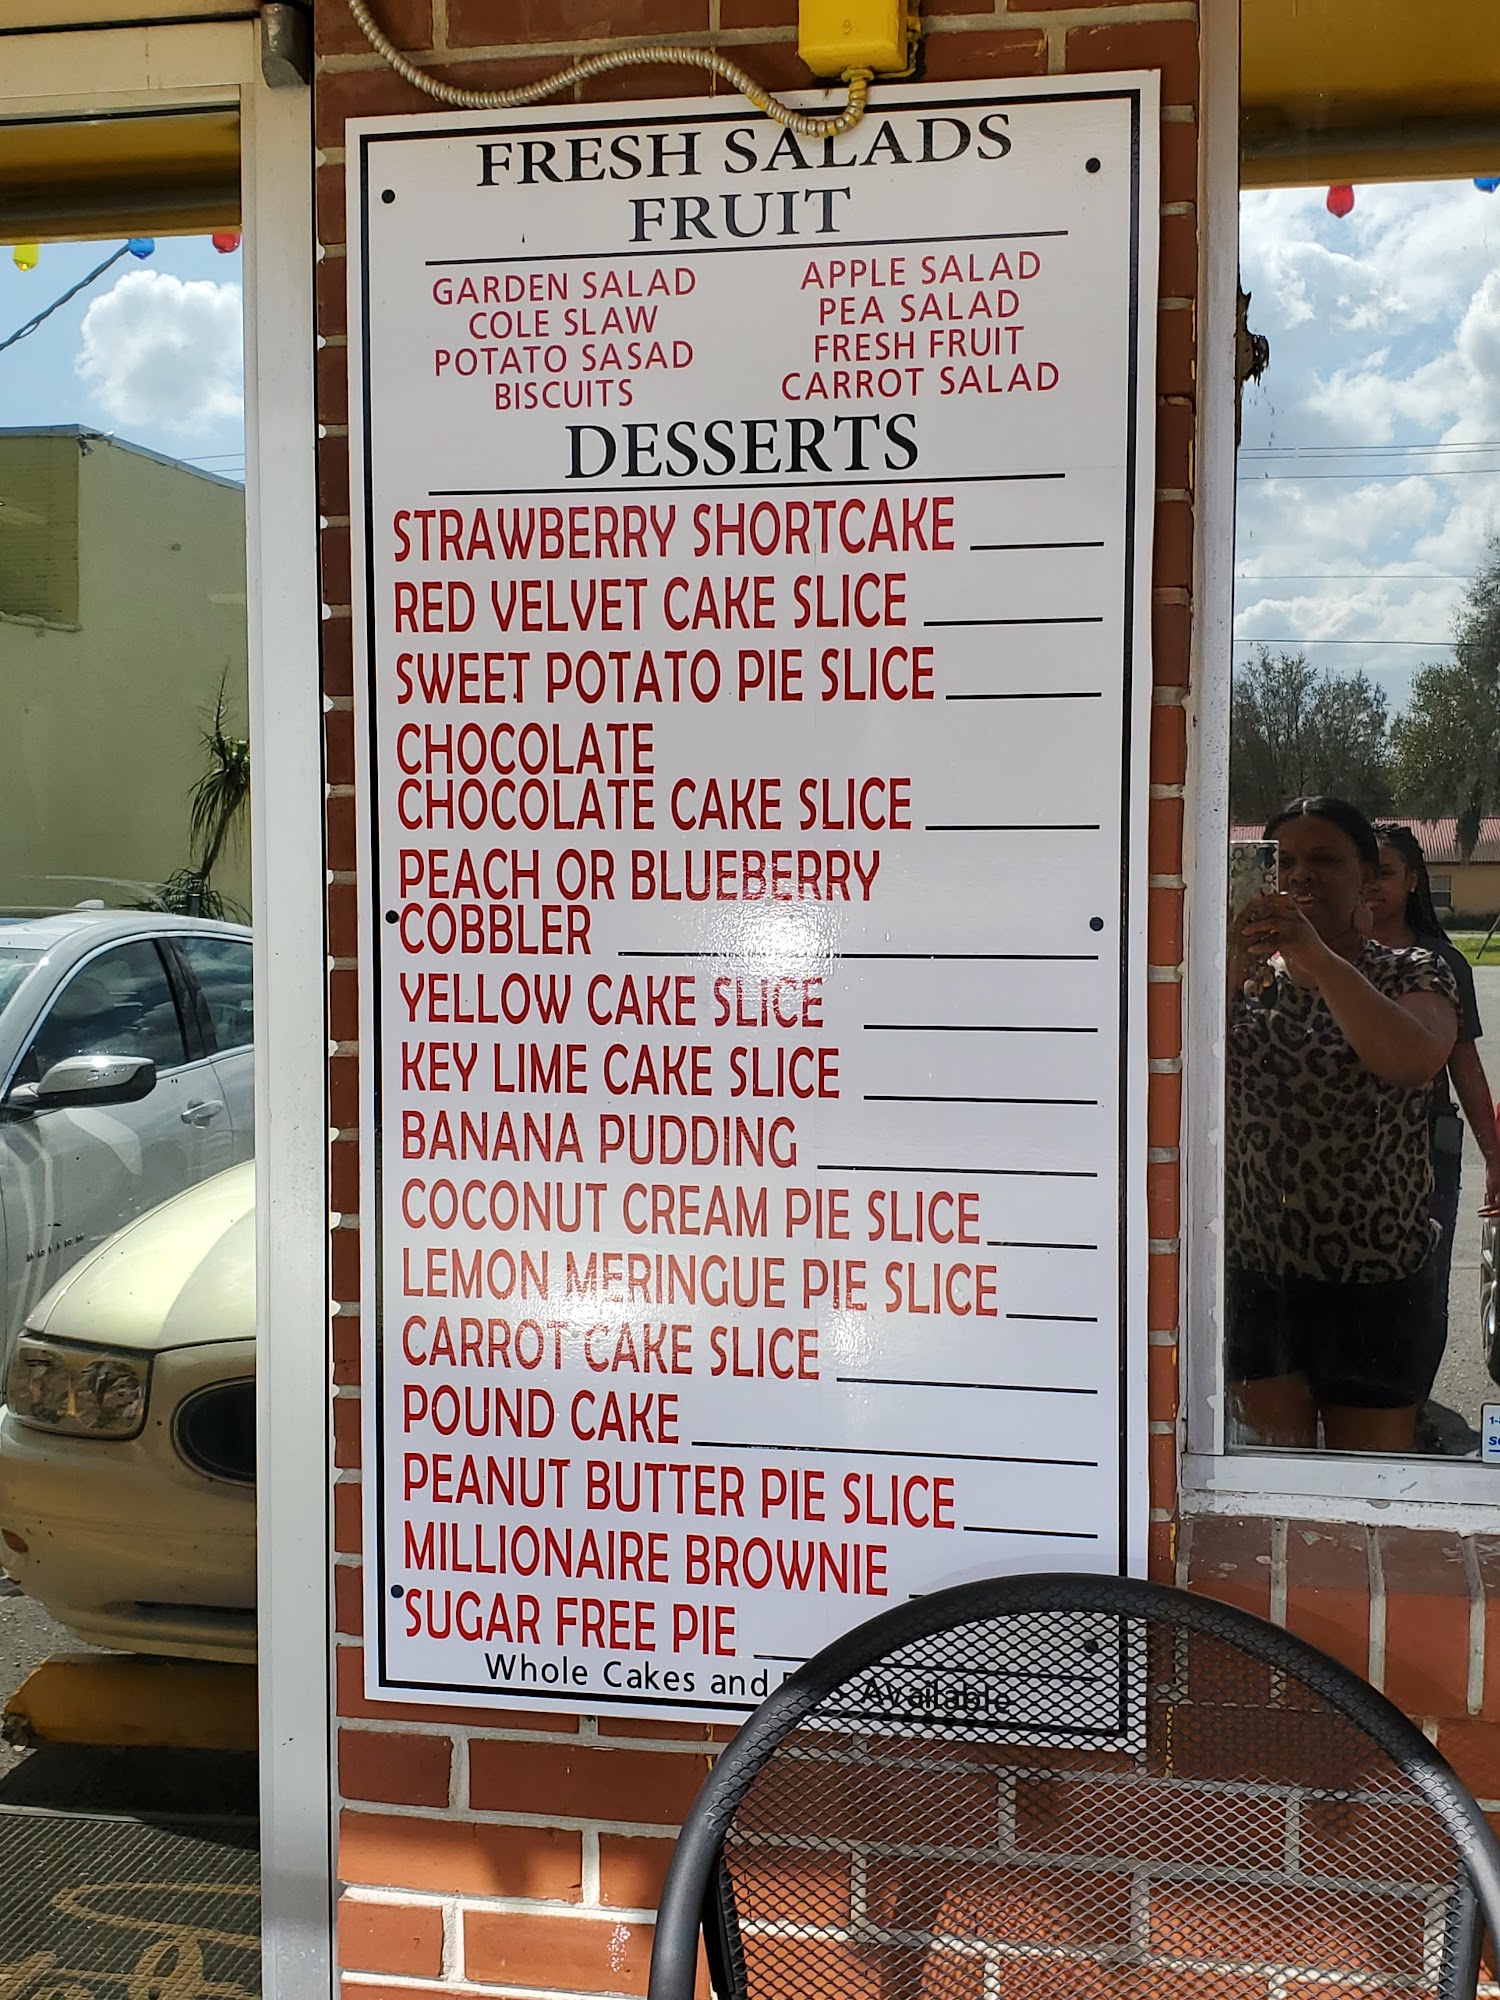 FRESH SALADS
FRUIT
GARDEN SALAD
COLE SLAW
POTATO SASAD
BISCUITS
APPLE SALAD
PEA SALAD
FRESH FRUIT
CARROT SALAD
DESSERTS
STRAWBERRY SHORTCAKE
RED VELVET CAKE SLICE
SWEET POTATO PIE SLICE
CHOCOLATE
CHOCOLATE CAKE SLICE
PEACH OR BLUEBERRY
COBBLER
YELLOW CAKE SLICE
KEY LIME CAKE SLICE
BANANA PUDDING
COCONUT CREAM PIE SLICE
LEMON MERINGUE PIE SLICE
CARROT CAKE SLICE
POUND CAKE
PEANUT BUTTER PIE SLICE
MILLIONAIRE BROWNIE
SUGAR FREE PIE
Whole Cakes and Available